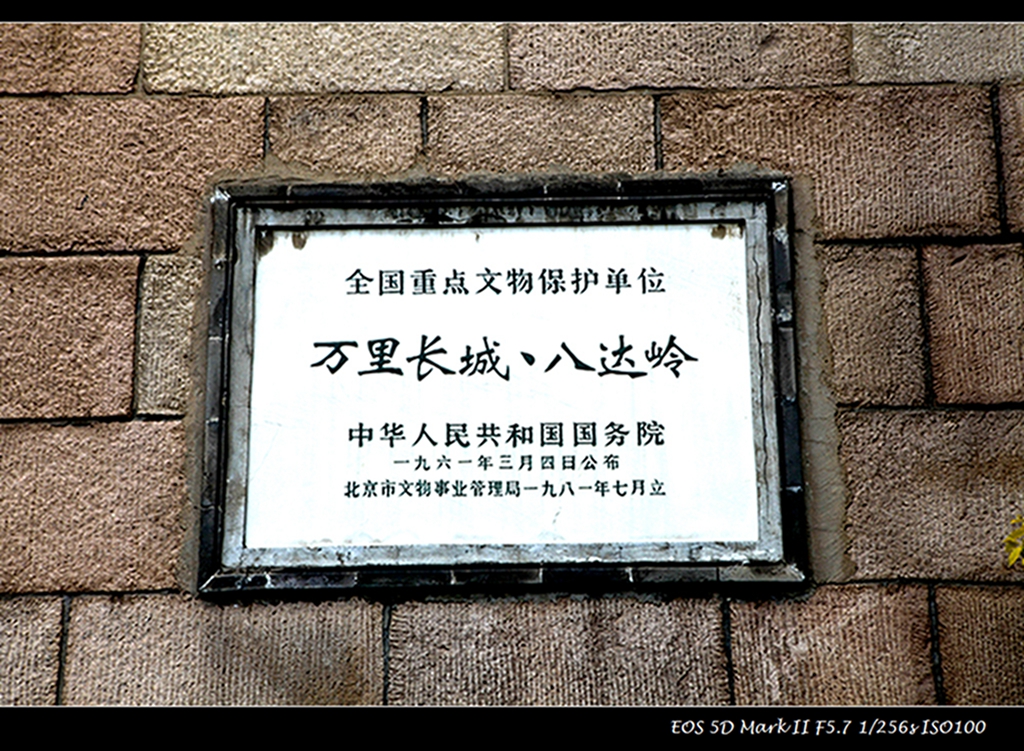 全国重点文物保护单位
万里长城、八达岭
中华人民共和国国务院
一九六一年三月四日公布
北京市文物事业管理局一九八一年七月立
EOS 5D Mark II F5.7 1/256s ISO100